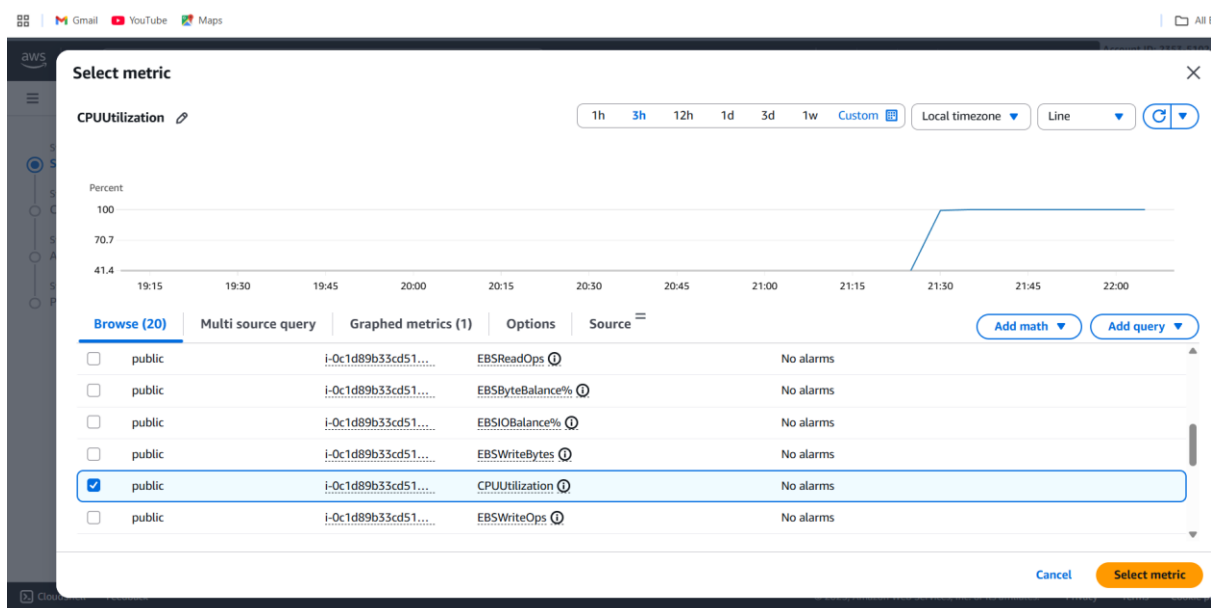 Gmail YouTube Maps All
aws
Select metric
CPUUtilization 1h 3h 12h 1d 3d 1w Custom Local timezone Line
Percent
100
70.7
41.4
19:15 19:30 19:45 20:00 20:15 20:30 20:45 21:00 21:15 21:30 21:45 22:00
Browse (20) Multi source query Graphed metrics (1) Options Source = Add math Add query
public i-0c1d89b33cd51... EBSReadOps No alarms
public i-0c1d89b33cd51... EBSByteBalance% No alarms
public i-0c1d89b33cd51... EBSIOBalance% No alarms
public i-0c1d89b33cd51... EBSWriteBytes No alarms
public i-0c1d89b33cd51... CPUUtilization No alarms
public i-0c1d89b33cd51... EBSWriteOps No alarms
Cancel Select metric